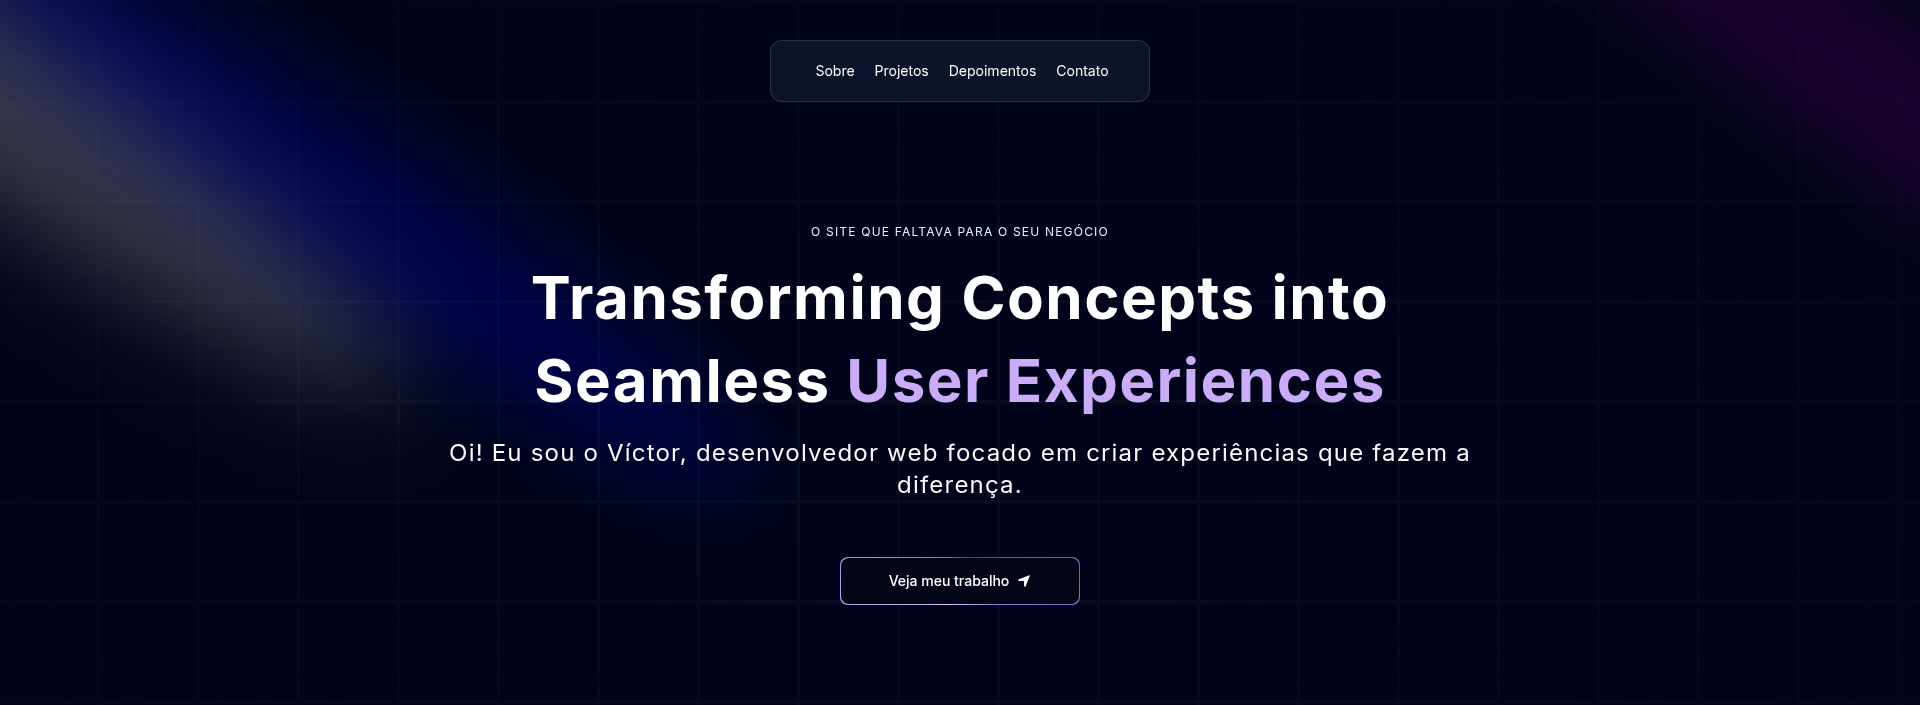 Sobre Projetos Depoimentos Contato
O SITE QUE FALTAVA PARA O SEU NEGÓCIO
Transforming Concepts into
Seamless User Experiences
Oi! Eu sou o Víctor, desenvolvedor web focado em criar experiências que fazem a
diferença.
Veja meu trabalho